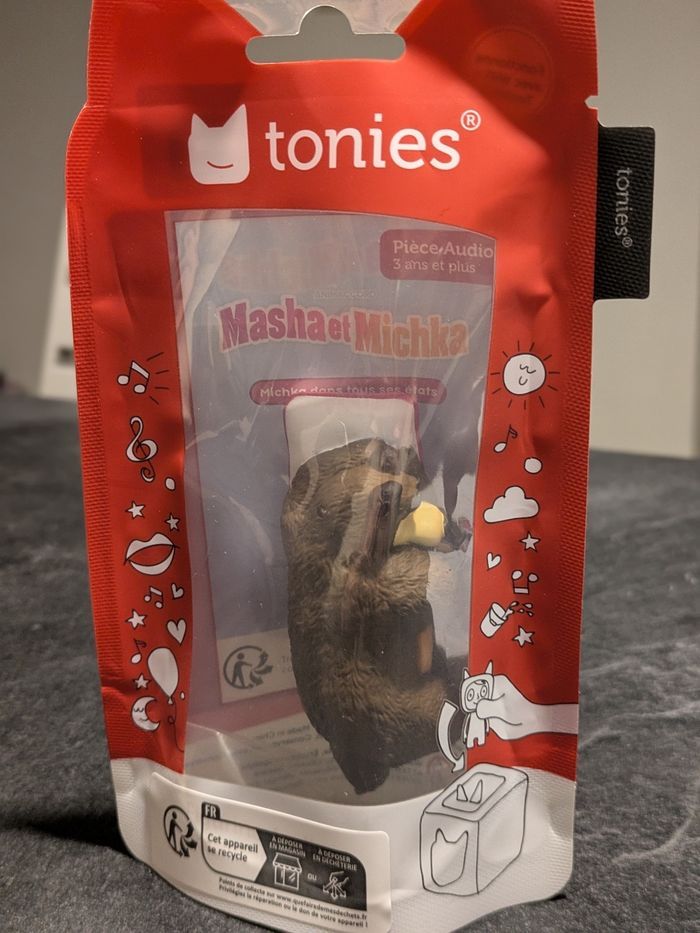 tonies®
tonies®
Pièce Audio
3 ans et plus
Masha et Michka
Michka dans tous ses états
FR
Cet appareil
se recycle
À DÉPOSER
EN MAGASIN
OU
À DÉPOSER
EN DÉCHÈTERIE
Points de collecte sur www.quefairedemesdechets.fr
Privilégiez la réparation ou le don de votre appareil !